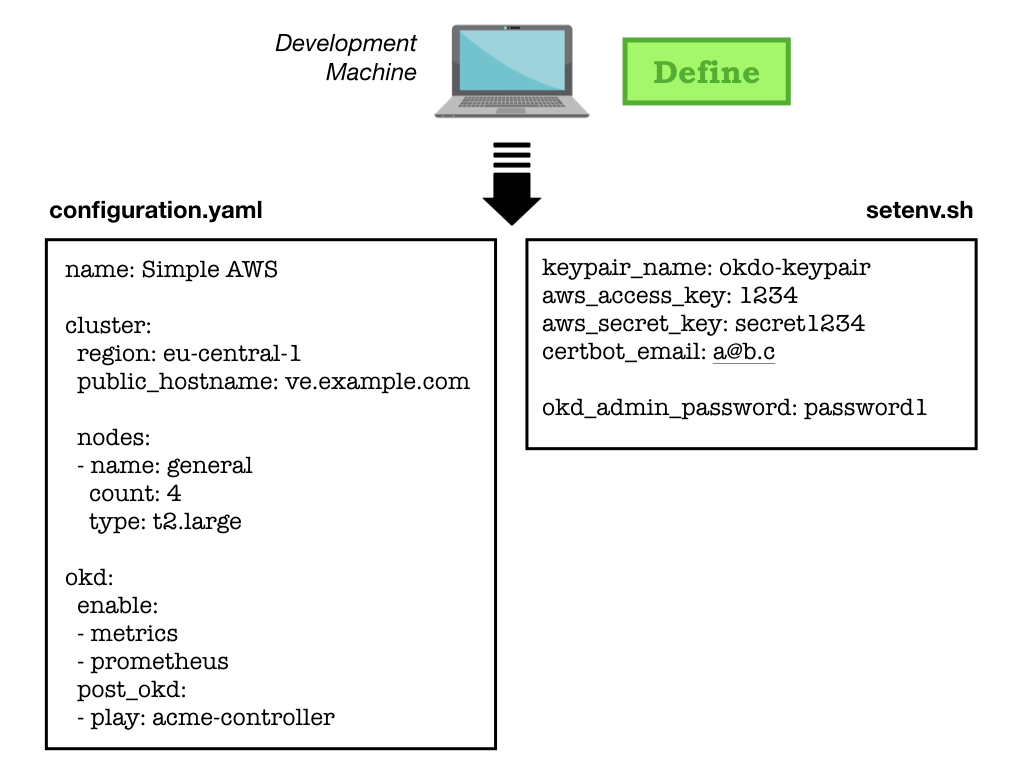 Development
Machine
Define
configuration.yaml
name: Simple AWS
cluster:
  region: eu-central-1
  public_hostname: ve.example.com
  nodes:
  - name: general
    count: 4
    type: t2.large
okd:
  enable:
  - metrics
  - prometheus
  post_okd:
  - play: acme-controller
setenv.sh
keypair_name: okdo-keypair
aws_access_key: 1234
aws_secret_key: secret1234
certbot_email: a@b.c
okd_admin_password: password1